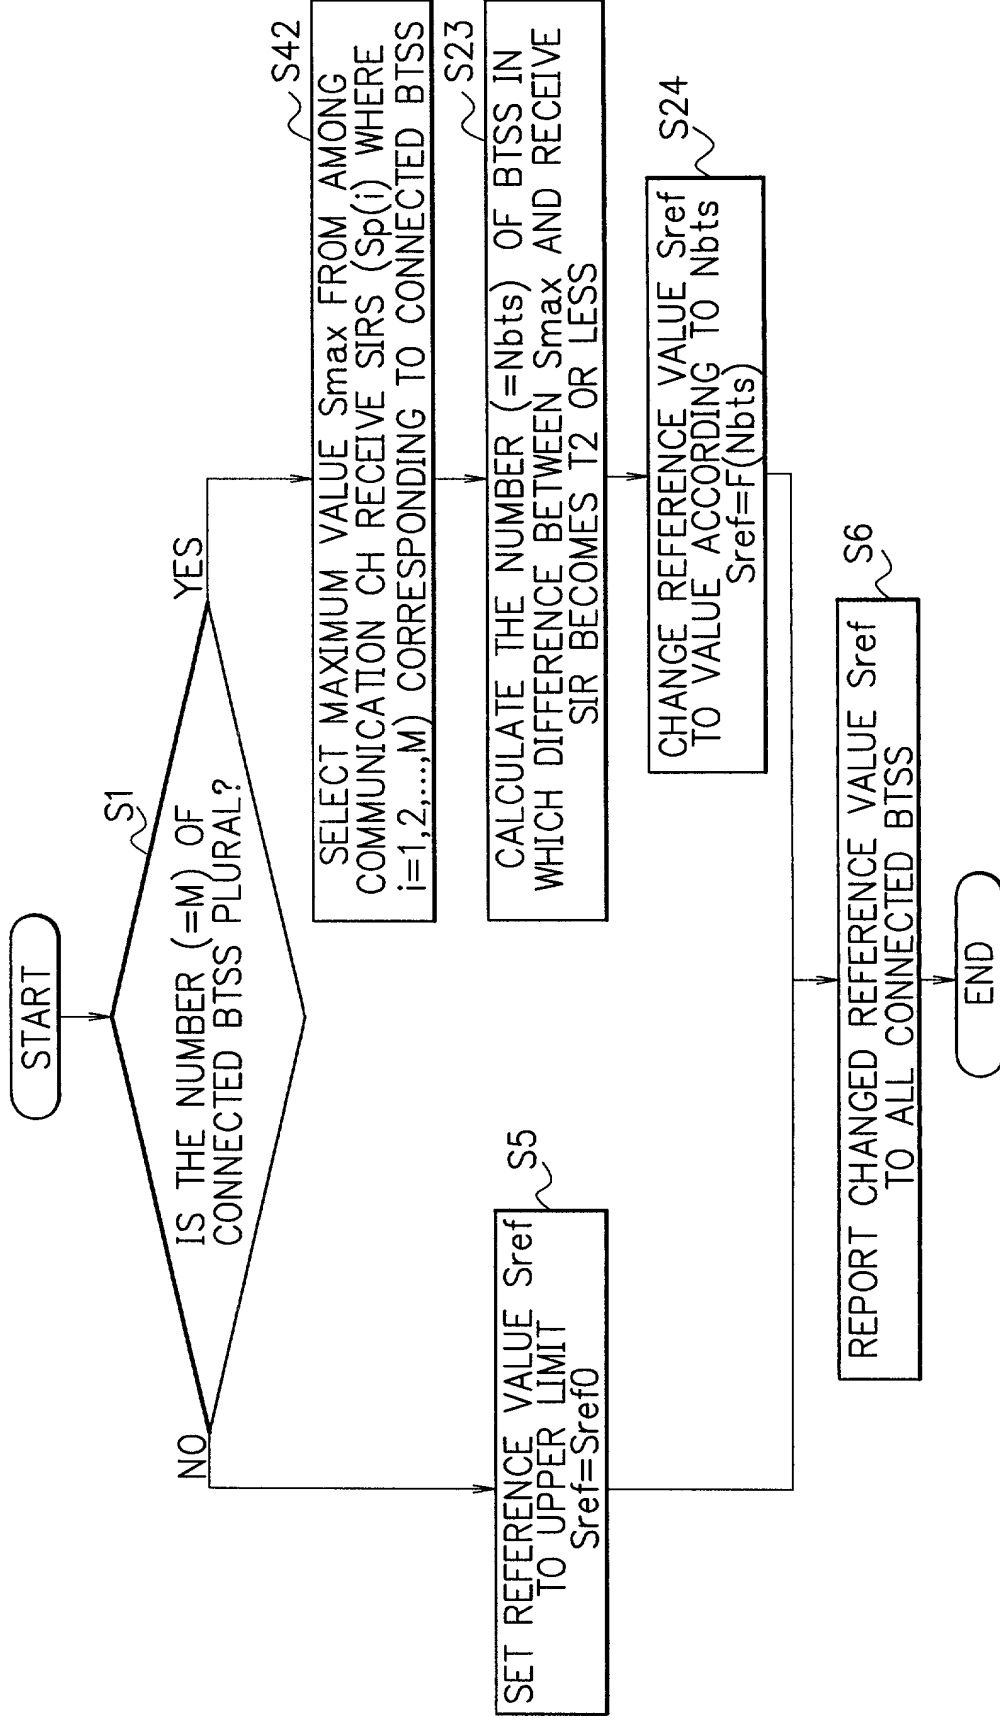 START
S1
IS THE NUMBER (=M) OF
CONNECTED BTSS PLURAL?
YES
NO
S42
SELECT MAXIMUM VALUE Smax FROM AMONG
COMMUNICATION CH RECEIVE SIRS (Sp(i) WHERE
i=1,2,...,M) CORRESPONDING TO CONNECTED BTSS
S23
CALCULATE THE NUMBER (=Nbts) OF BTSS IN
WHICH DIFFERENCE BETWEEN Smax AND RECEIVE
SIR BECOMES T2 OR LESS
S24
CHANGE REFERENCE VALUE Sref
TO VALUE ACCORDING TO Nbts
Sref=F(Nbts)
S5
SET REFERENCE VALUE Sref
TO UPPER LIMIT
Sref=Sref0
S6
REPORT CHANGED REFERENCE VALUE Sref
TO ALL CONNECTED BTSS
END